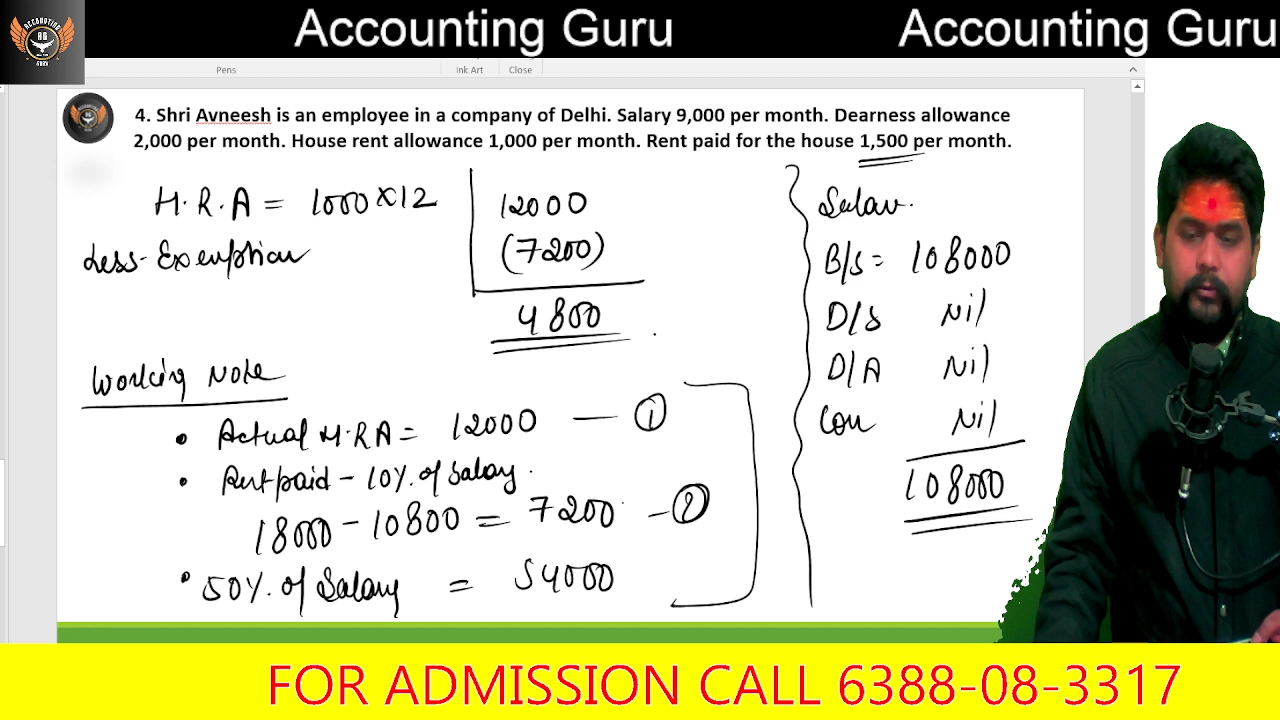 Accounting Guru
Accounting Guru
ACCOUNTING
AG
GURU
Pens
Ink Art
Close
4. Shri Avneesh is an employee in a company of Delhi. Salary 9,000 per month. Dearness allowance
2,000 per month. House rent allowance 1,000 per month. Rent paid for the house 1,500 per month.
H.R.A = 1000×12
12000
Less- Exemption
(7200)
4800
Working Note
• Actual H.R.A = 12000 — ①
• Rent paid – 10% of Salary.
18000 - 10800 = 7200 — ②
• 50% of Salary = 54000
Salary.
B/S = 108000
D/S Nil
D/A Nil
Com Nil
108000
FOR ADMISSION CALL 6388-08-3317